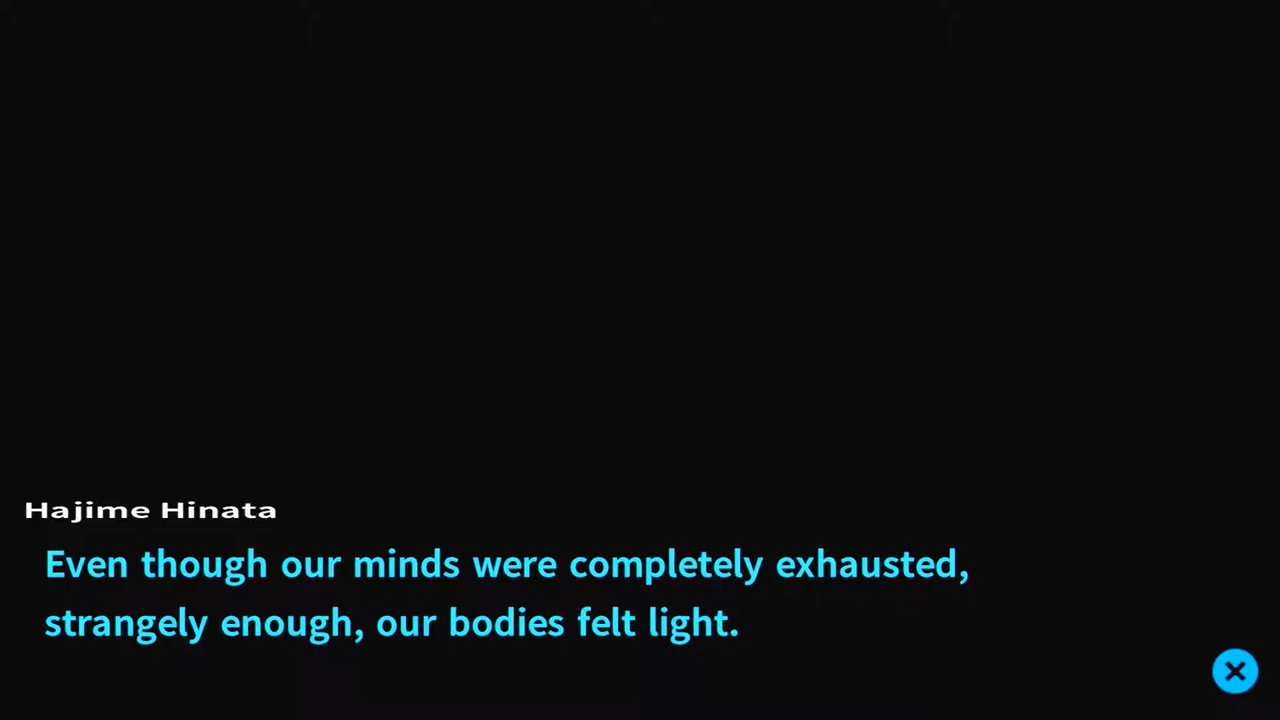 Hajime Hinata
Even though our minds were completely exhausted,
strangely enough, our bodies felt light.